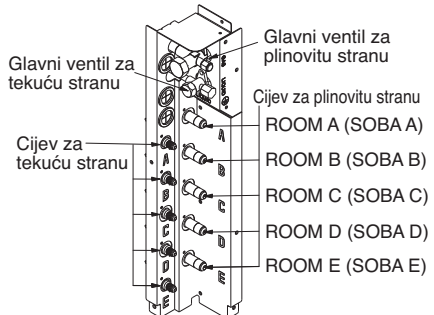 Glavni ventil za
plinovitu stranu
Glavni ventil za
tekuću stranu
Cijev za plinovitu stranu
ROOM A (SOBA A)
Cijev za
tekuću stranu
ROOM B (SOBA B)
ROOM C (SOBA C)
ROOM D (SOBA D)
ROOM E (SOBA E)
A
B
C
D
E
A
B
C
D
E